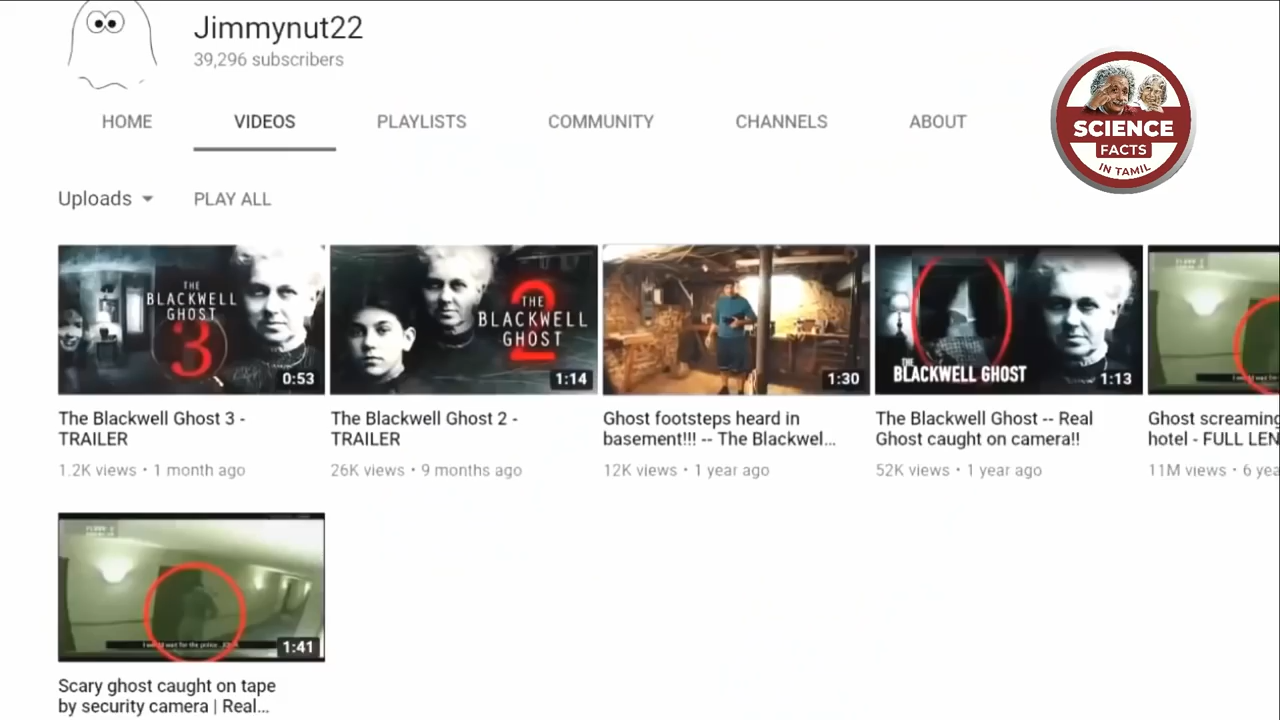 Jimmynut22
39,296 subscribers
HOME VIDEOS PLAYLISTS COMMUNITY CHANNELS ABOUT
SCIENCE
FACTS
IN TAMIL
Uploads PLAY ALL
THE
BLACKWELL
GHOST
3
0:53
THE
BLACKWELL
GHOST
2
1:14
1:30
THE
BLACKWELL GHOST
1:13
The Blackwell Ghost 3 -
TRAILER
1.2K views • 1 month ago
The Blackwell Ghost 2 -
TRAILER
26K views • 9 months ago
Ghost footsteps heard in
basement!!! -- The Blackwel...
12K views • 1 year ago
The Blackwell Ghost -- Real
Ghost caught on camera!!
52K views • 1 year ago
Ghost screaming
hotel - FULL LEN
11M views • 6 yea
1:41
Scary ghost caught on tape
by security camera | Real...